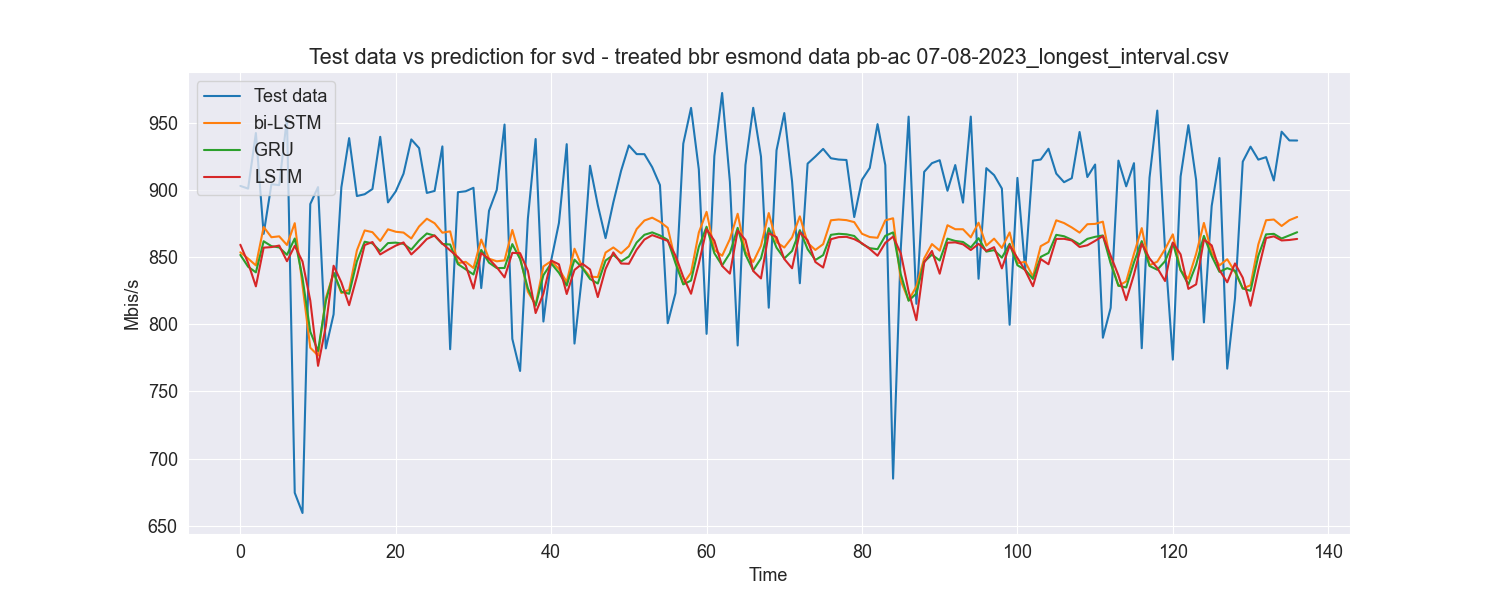 Test data vs prediction for svd - treated bbr esmond data pb-ac 07-08-2023_longest_interval.csv
Test data
bi-LSTM
GRU
LSTM
950
900
850
800
750
700
650
Mbis/s
0 20 40 60 80 100 120 140
Time